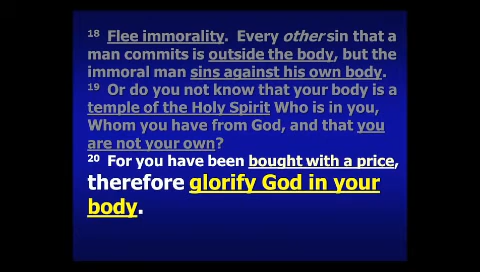 18 Flee immorality. Every other sin that a
man commits is outside the body, but the
immoral man sins against his own body.
19 Or do you not know that your body is a
temple of the Holy Spirit Who is in you,
Whom you have from God, and that you
are not your own?
20 For you have been bought with a price,
therefore glorify God in your
body.